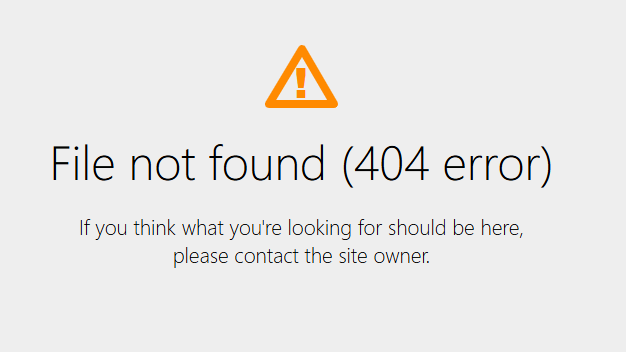 File not found (404 error)
If you think what you're looking for should be here,
please contact the site owner.